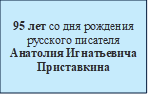 95 лет со дня рождения
русского писателя
Анатолия Игнатьевича
Приставкина